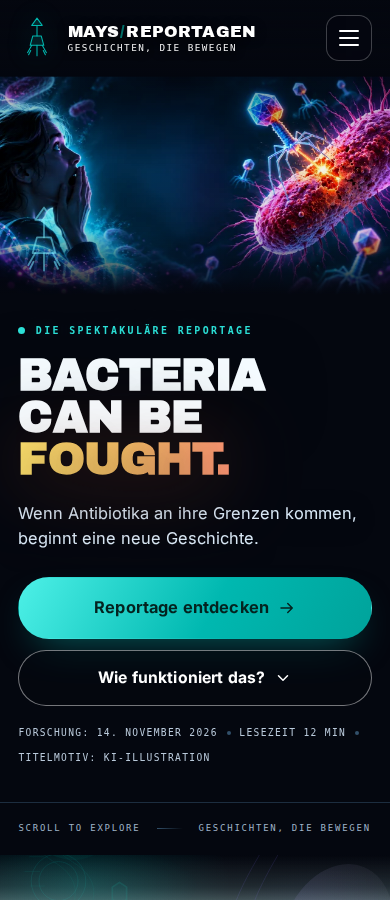 MAYS/REPORTAGEN
GESCHICHTEN, DIE BEWEGEN
DIE SPEKTAKULÄRE REPORTAGE
BACTERIA
CAN BE
FOUGHT.
Wenn Antibiotika an ihre Grenzen kommen,
beginnt eine neue Geschichte.
Reportage entdecken →
Wie funktioniert das?
FORSCHUNG: 14. NOVEMBER 2026 • LESEZEIT 12 MIN •
TITELMOTIV: KI-ILLUSTRATION
SCROLL TO EXPLORE — GESCHICHTEN, DIE BEWEGEN